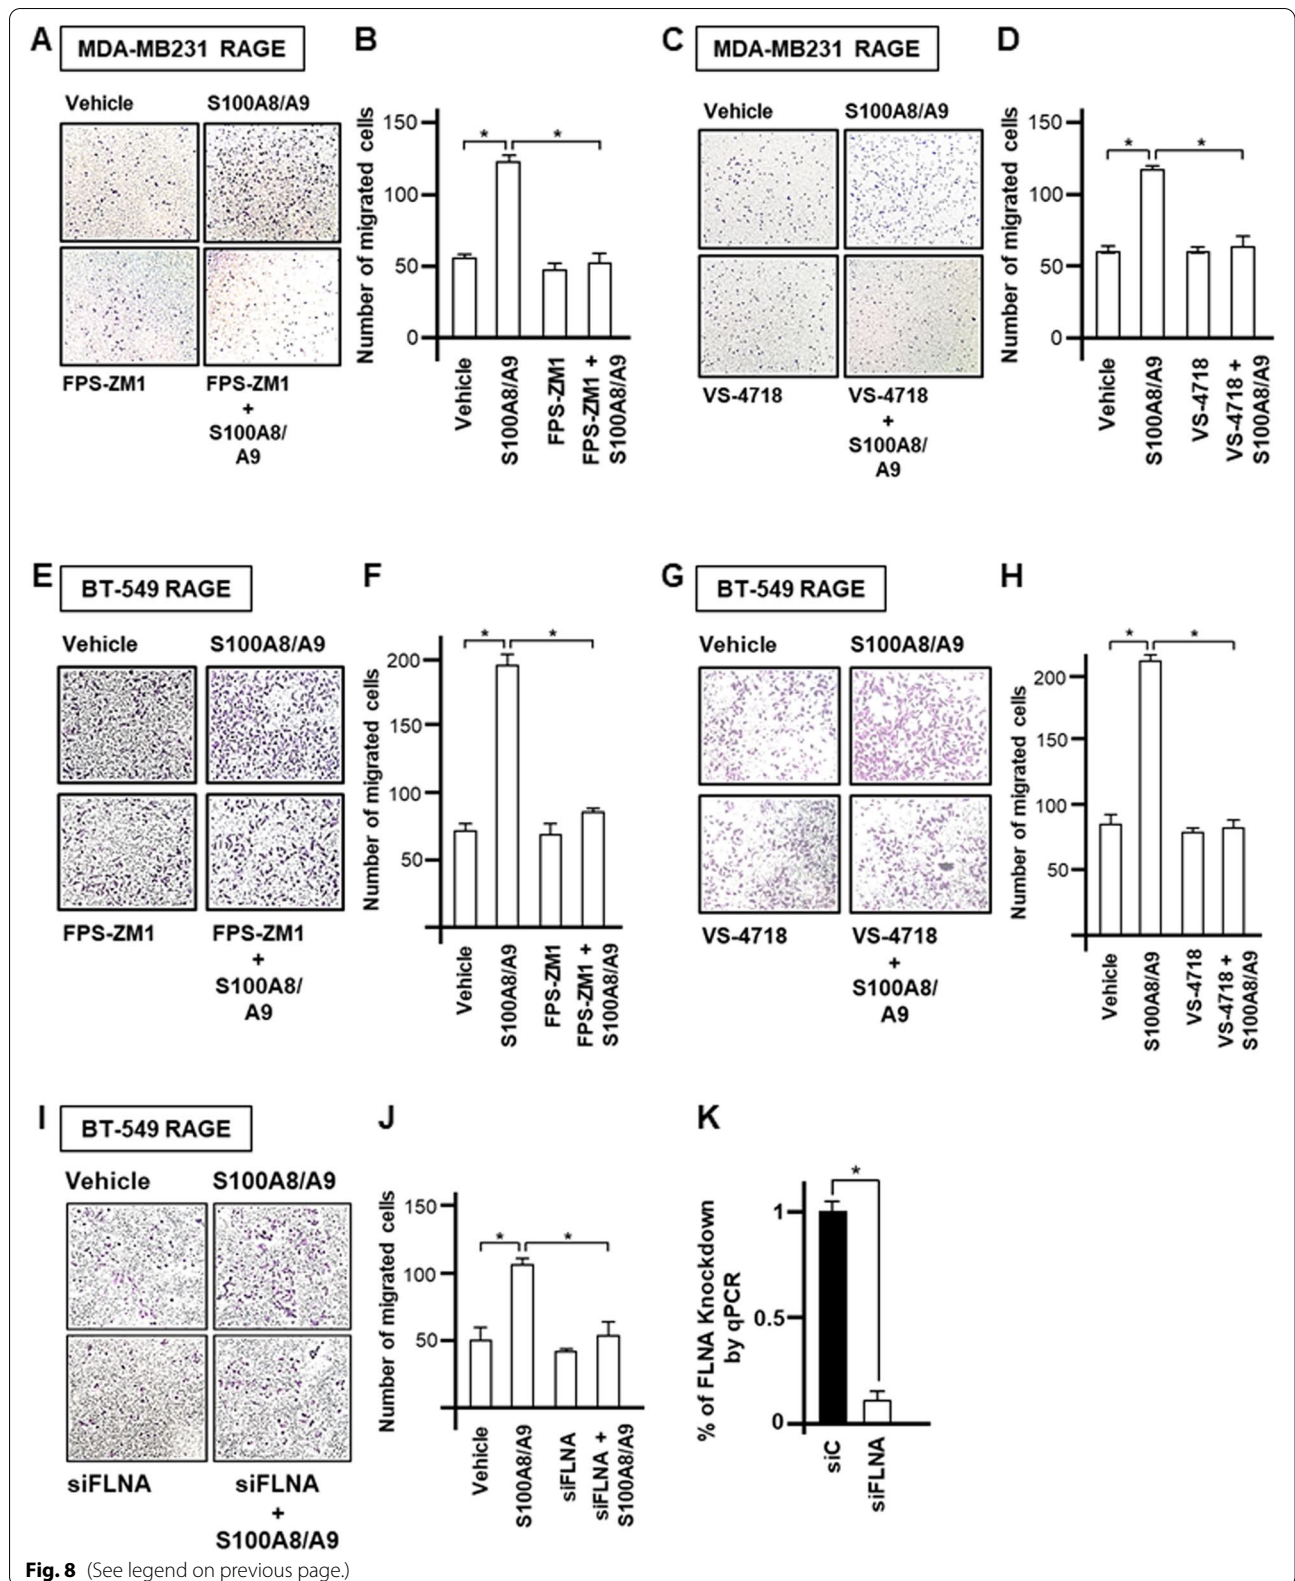 A
MDA-MB231 RAGE
Vehicle
S100A8/A9
FPS-ZM1
FPS-ZM1
+
S100A8/
A9
B
Number of migrated cells
150
100
50
0
*
*
Vehicle
S100A8/A9
FPS-ZM1
FPS-ZM1 +
S100A8/A9
C
MDA-MB231 RAGE
Vehicle
S100A8/A9
VS-4718
VS-4718
+
S100A8/
A9
D
Number of migrated cells
150
100
50
0
*
*
Vehicle
S100A8/A9
VS-4718
VS-4718 +
S100A8/A9
E
BT-549 RAGE
Vehicle
S100A8/A9
FPS-ZM1
FPS-ZM1
+
S100A8/
A9
F
Number of migrated cells
200
150
100
50
*
*
Vehicle
S100A8/A9
FPS-ZM1
FPS-ZM1 +
S100A8/A9
G
BT-549 RAGE
Vehicle
S100A8/A9
VS-4718
VS-4718
+
S100A8/
A9
H
Number of migrated cells
200
150
100
50
*
*
Vehicle
S100A8/A9
VS-4718
VS-4718 +
S100A8/A9
I
BT-549 RAGE
Vehicle
S100A8/A9
siFLNA
siFLNA
+
S100A8/A9
J
Number of migrated cells
150
100
50
*
*
Vehicle
S100A8/A9
siFLNA
siFLNA +
S100A8/A9
K
% of FLNA Knockdown
by qPCR
1
0.5
0
*
siC
siFLNA
Fig. 8 (See legend on previous page.)